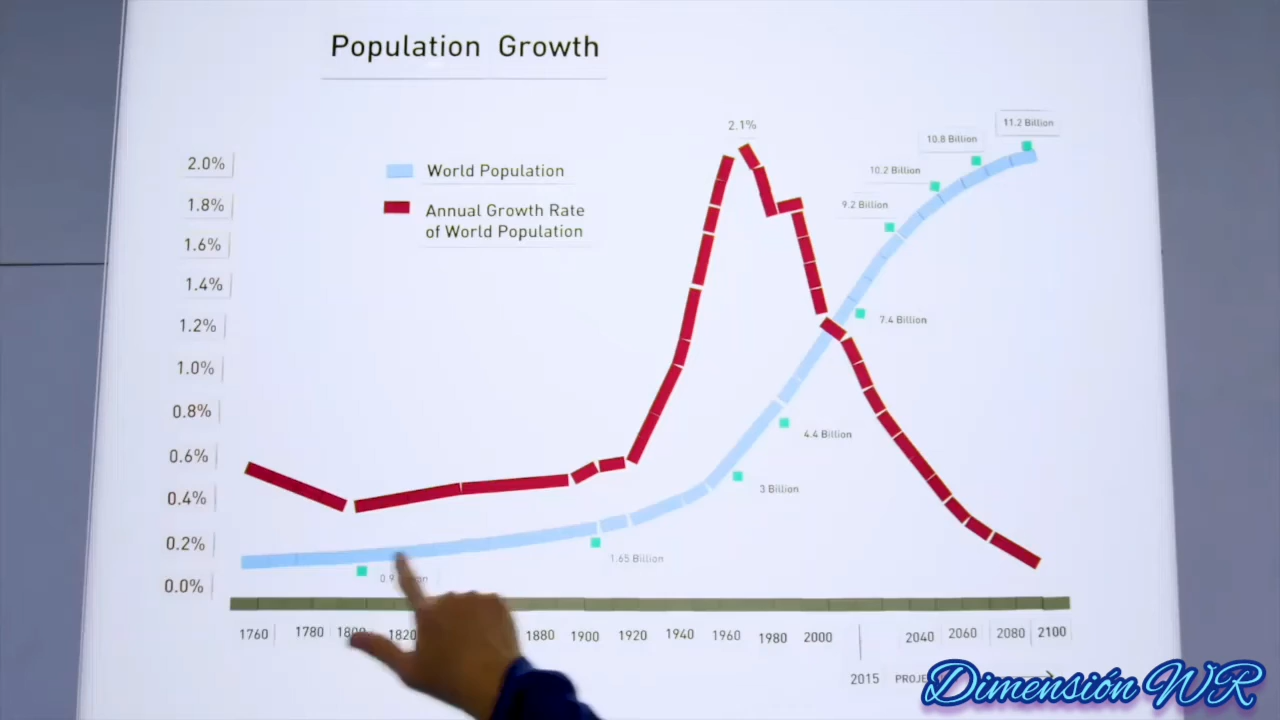 Population Growth
2.1%
11.2 Billion
10.8 Billion
10.2 Billion
9.2 Billion
7.4 Billion
4.4 Billion
3 Billion
1.65 Billion
World Population
Annual Growth Rate
of World Population
2.0%
1.8%
1.6%
1.4%
1.2%
1.0%
0.8%
0.6%
0.4%
0.2%
0.0%
1760 1780 1800 1820 1880 1900 1920 1940 1960 1980 2000 2040 2060 2080 2100
2015
Dimensión WR